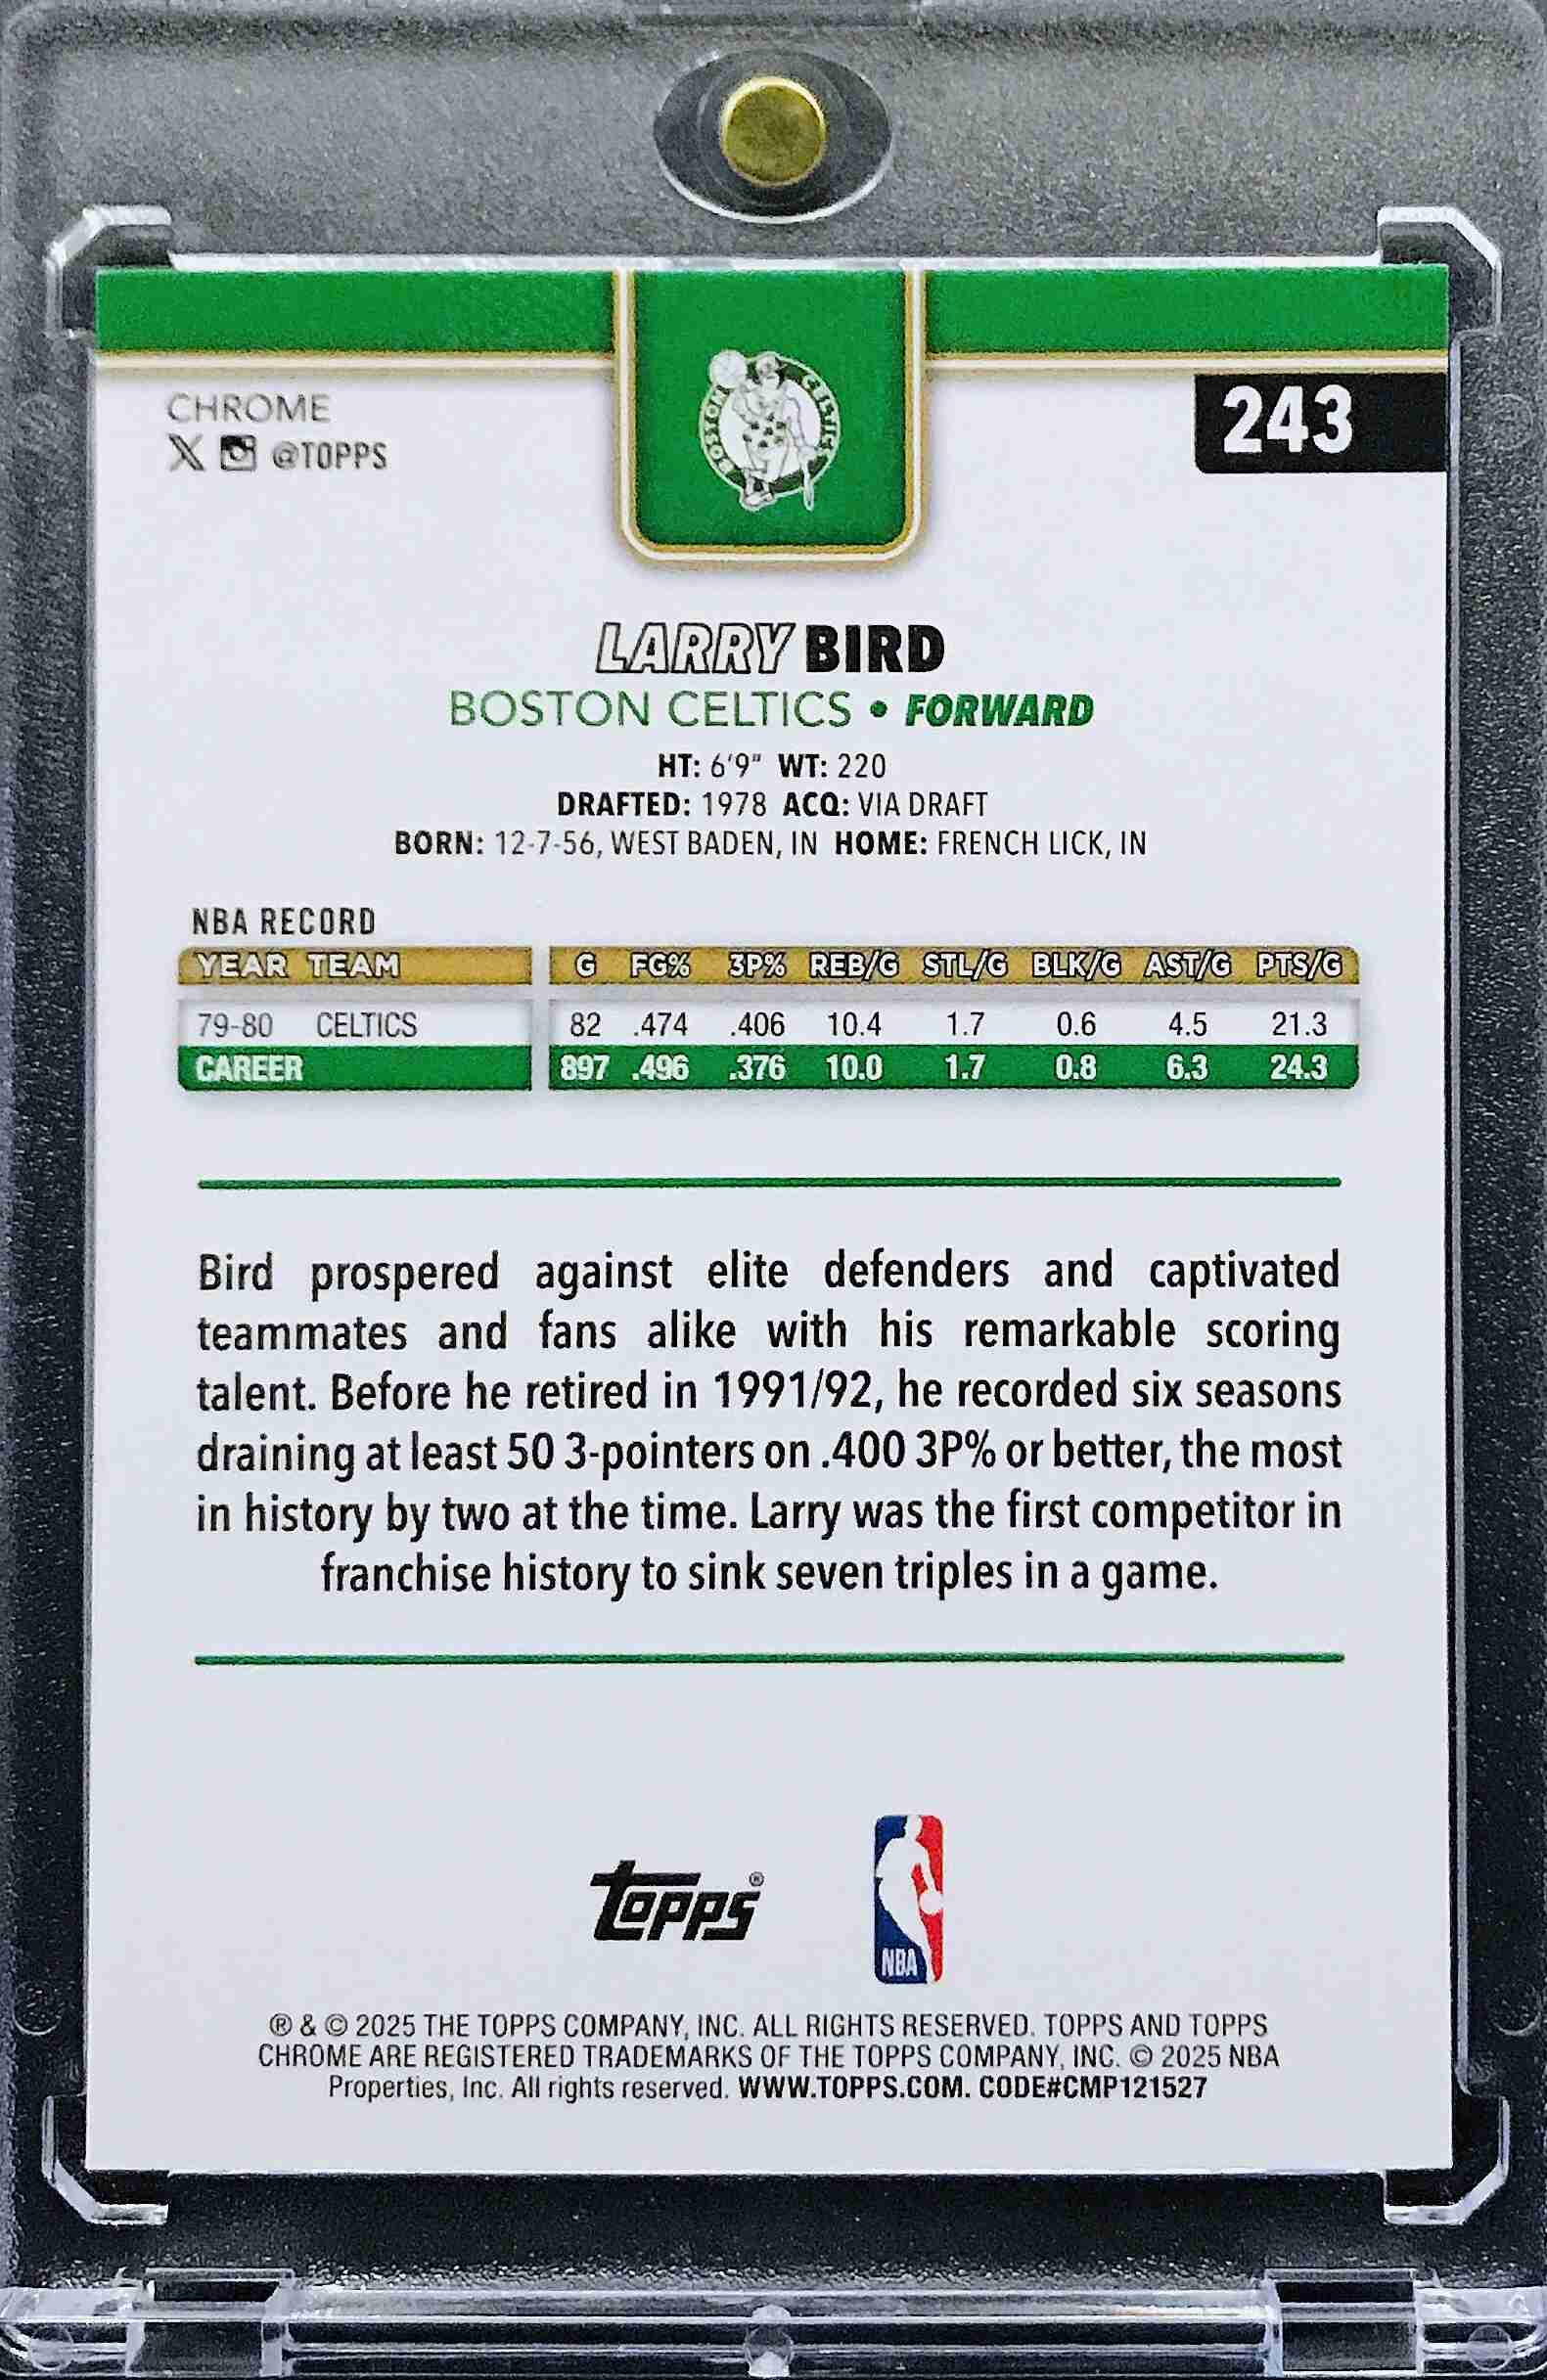 CHROME
X @TOPPS
BOSTON CELTICS
243
LARRY BIRD
BOSTON CELTICS • FORWARD
HT: 6'9" WT: 220
DRAFTED: 1978 ACQ: VIA DRAFT
BORN: 12-7-56, WEST BADEN, IN HOME: FRENCH LICK, IN
NBA RECORD
YEAR TEAM G FG% 3P% REB/G STL/G BLK/G AST/G PTS/G
79-80 CELTICS 82 .474 .406 10.4 1.7 0.6 4.5 21.3
CAREER 897 .496 .376 10.0 1.7 0.8 6.3 24.3
Bird prospered against elite defenders and captivated
teammates and fans alike with his remarkable scoring
talent. Before he retired in 1991/92, he recorded six seasons
draining at least 50 3-pointers on .400 3P% or better, the most
in history by two at the time. Larry was the first competitor in
franchise history to sink seven triples in a game.
topps®
NBA
® & © 2025 THE TOPPS COMPANY, INC. ALL RIGHTS RESERVED. TOPPS AND TOPPS
CHROME ARE REGISTERED TRADEMARKS OF THE TOPPS COMPANY, INC. © 2025 NBA
Properties, Inc. All rights reserved. WWW.TOPPS.COM. CODE#CMP121527